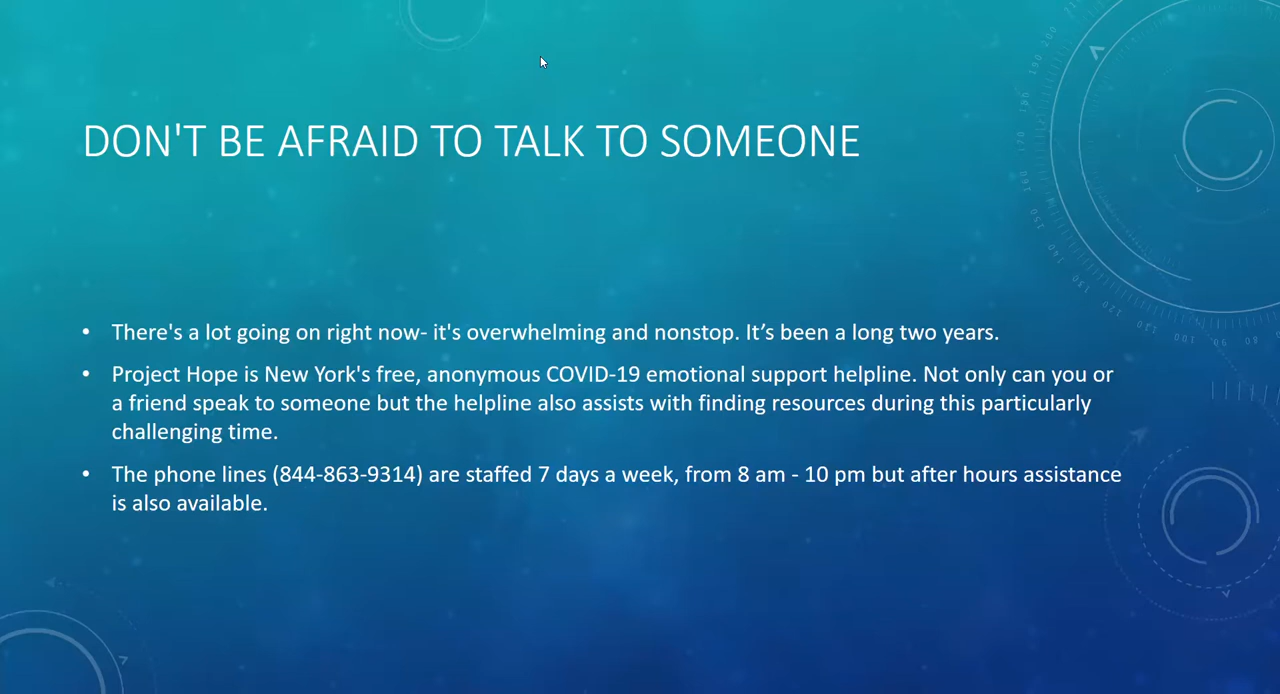 DON'T BE AFRAID TO TALK TO SOMEONE
• There's a lot going on right now- it's overwhelming and nonstop. It’s been a long two years.
• Project Hope is New York's free, anonymous COVID-19 emotional support helpline. Not only can you or
a friend speak to someone but the helpline also assists with finding resources during this particularly
challenging time.
• The phone lines (844-863-9314) are staffed 7 days a week, from 8 am - 10 pm but after hours assistance
is also available.